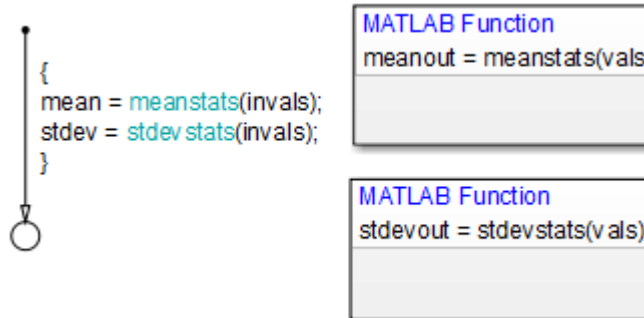 {
mean = meanstats(invals);
stdev = stdevstats(invals);
}
MATLAB Function
meanout = meanstats(vals
MATLAB Function
stdevout = stdevstats(vals)